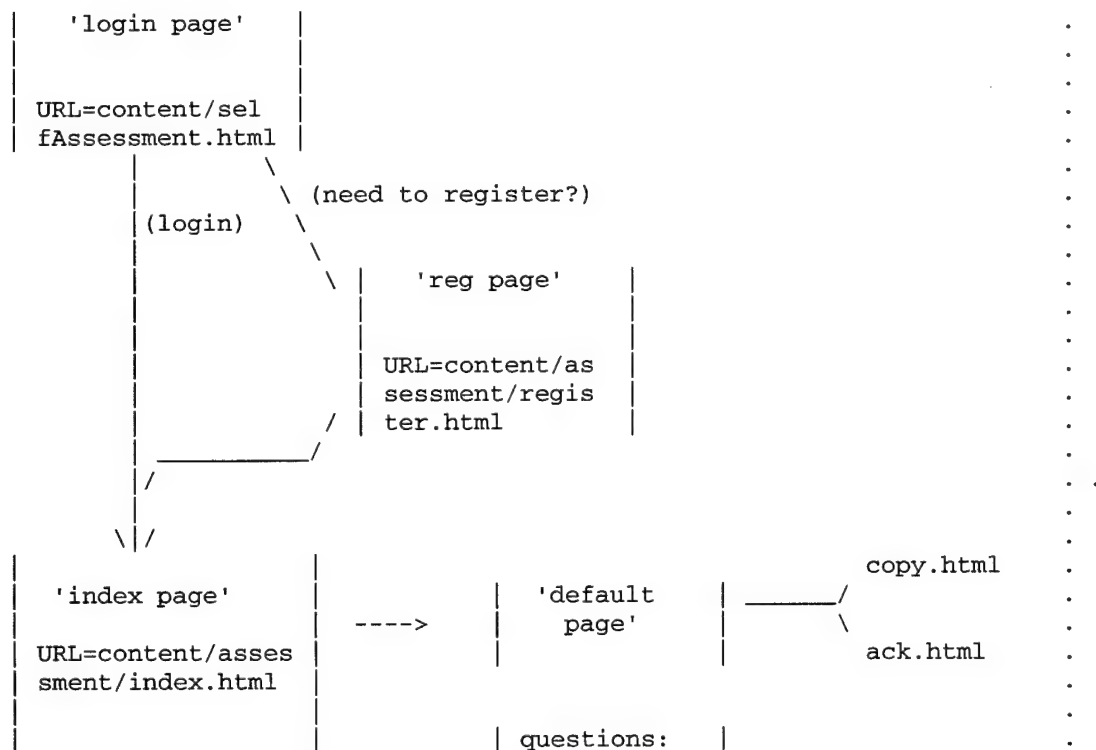 'login page'
URL=content/sel
fAssessment.html
(need to register?)
(login)
'reg page'
URL=content/as
sessment/regis
ter.html
copy.html
'index page'
'default
page'
---->
URL=content/asses
sment/index.html
ack.html
questions: